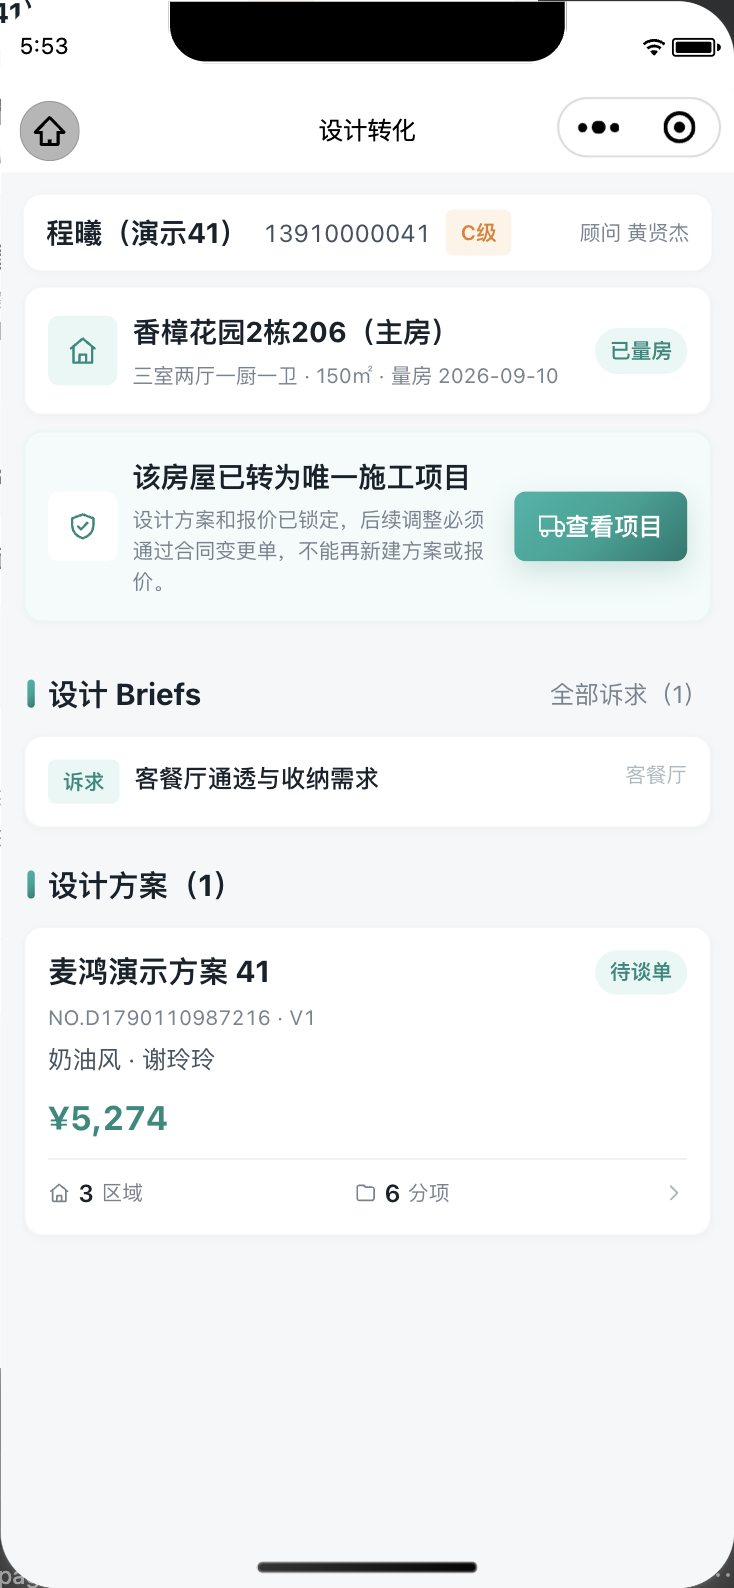 41
5:53
设计转化
程曦（演示41） 13910000041 C级 顾问 黄贤杰
香樟花园2栋206（主房）
三室两厅一厨一卫 · 150㎡ · 量房 2026-09-10
已量房
该房屋已转为唯一施工项目
设计方案和报价已锁定，后续调整必须
通过合同变更单，不能再新建方案或报
价。
查看项目
设计 Briefs 全部诉求（1）
诉求 客餐厅通透与收纳需求 客餐厅
设计方案（1）
麦鸿演示方案 41 待谈单
NO.D1790110987216 · V1
奶油风 · 谢玲玲
¥5,274
3 区域 6 分项